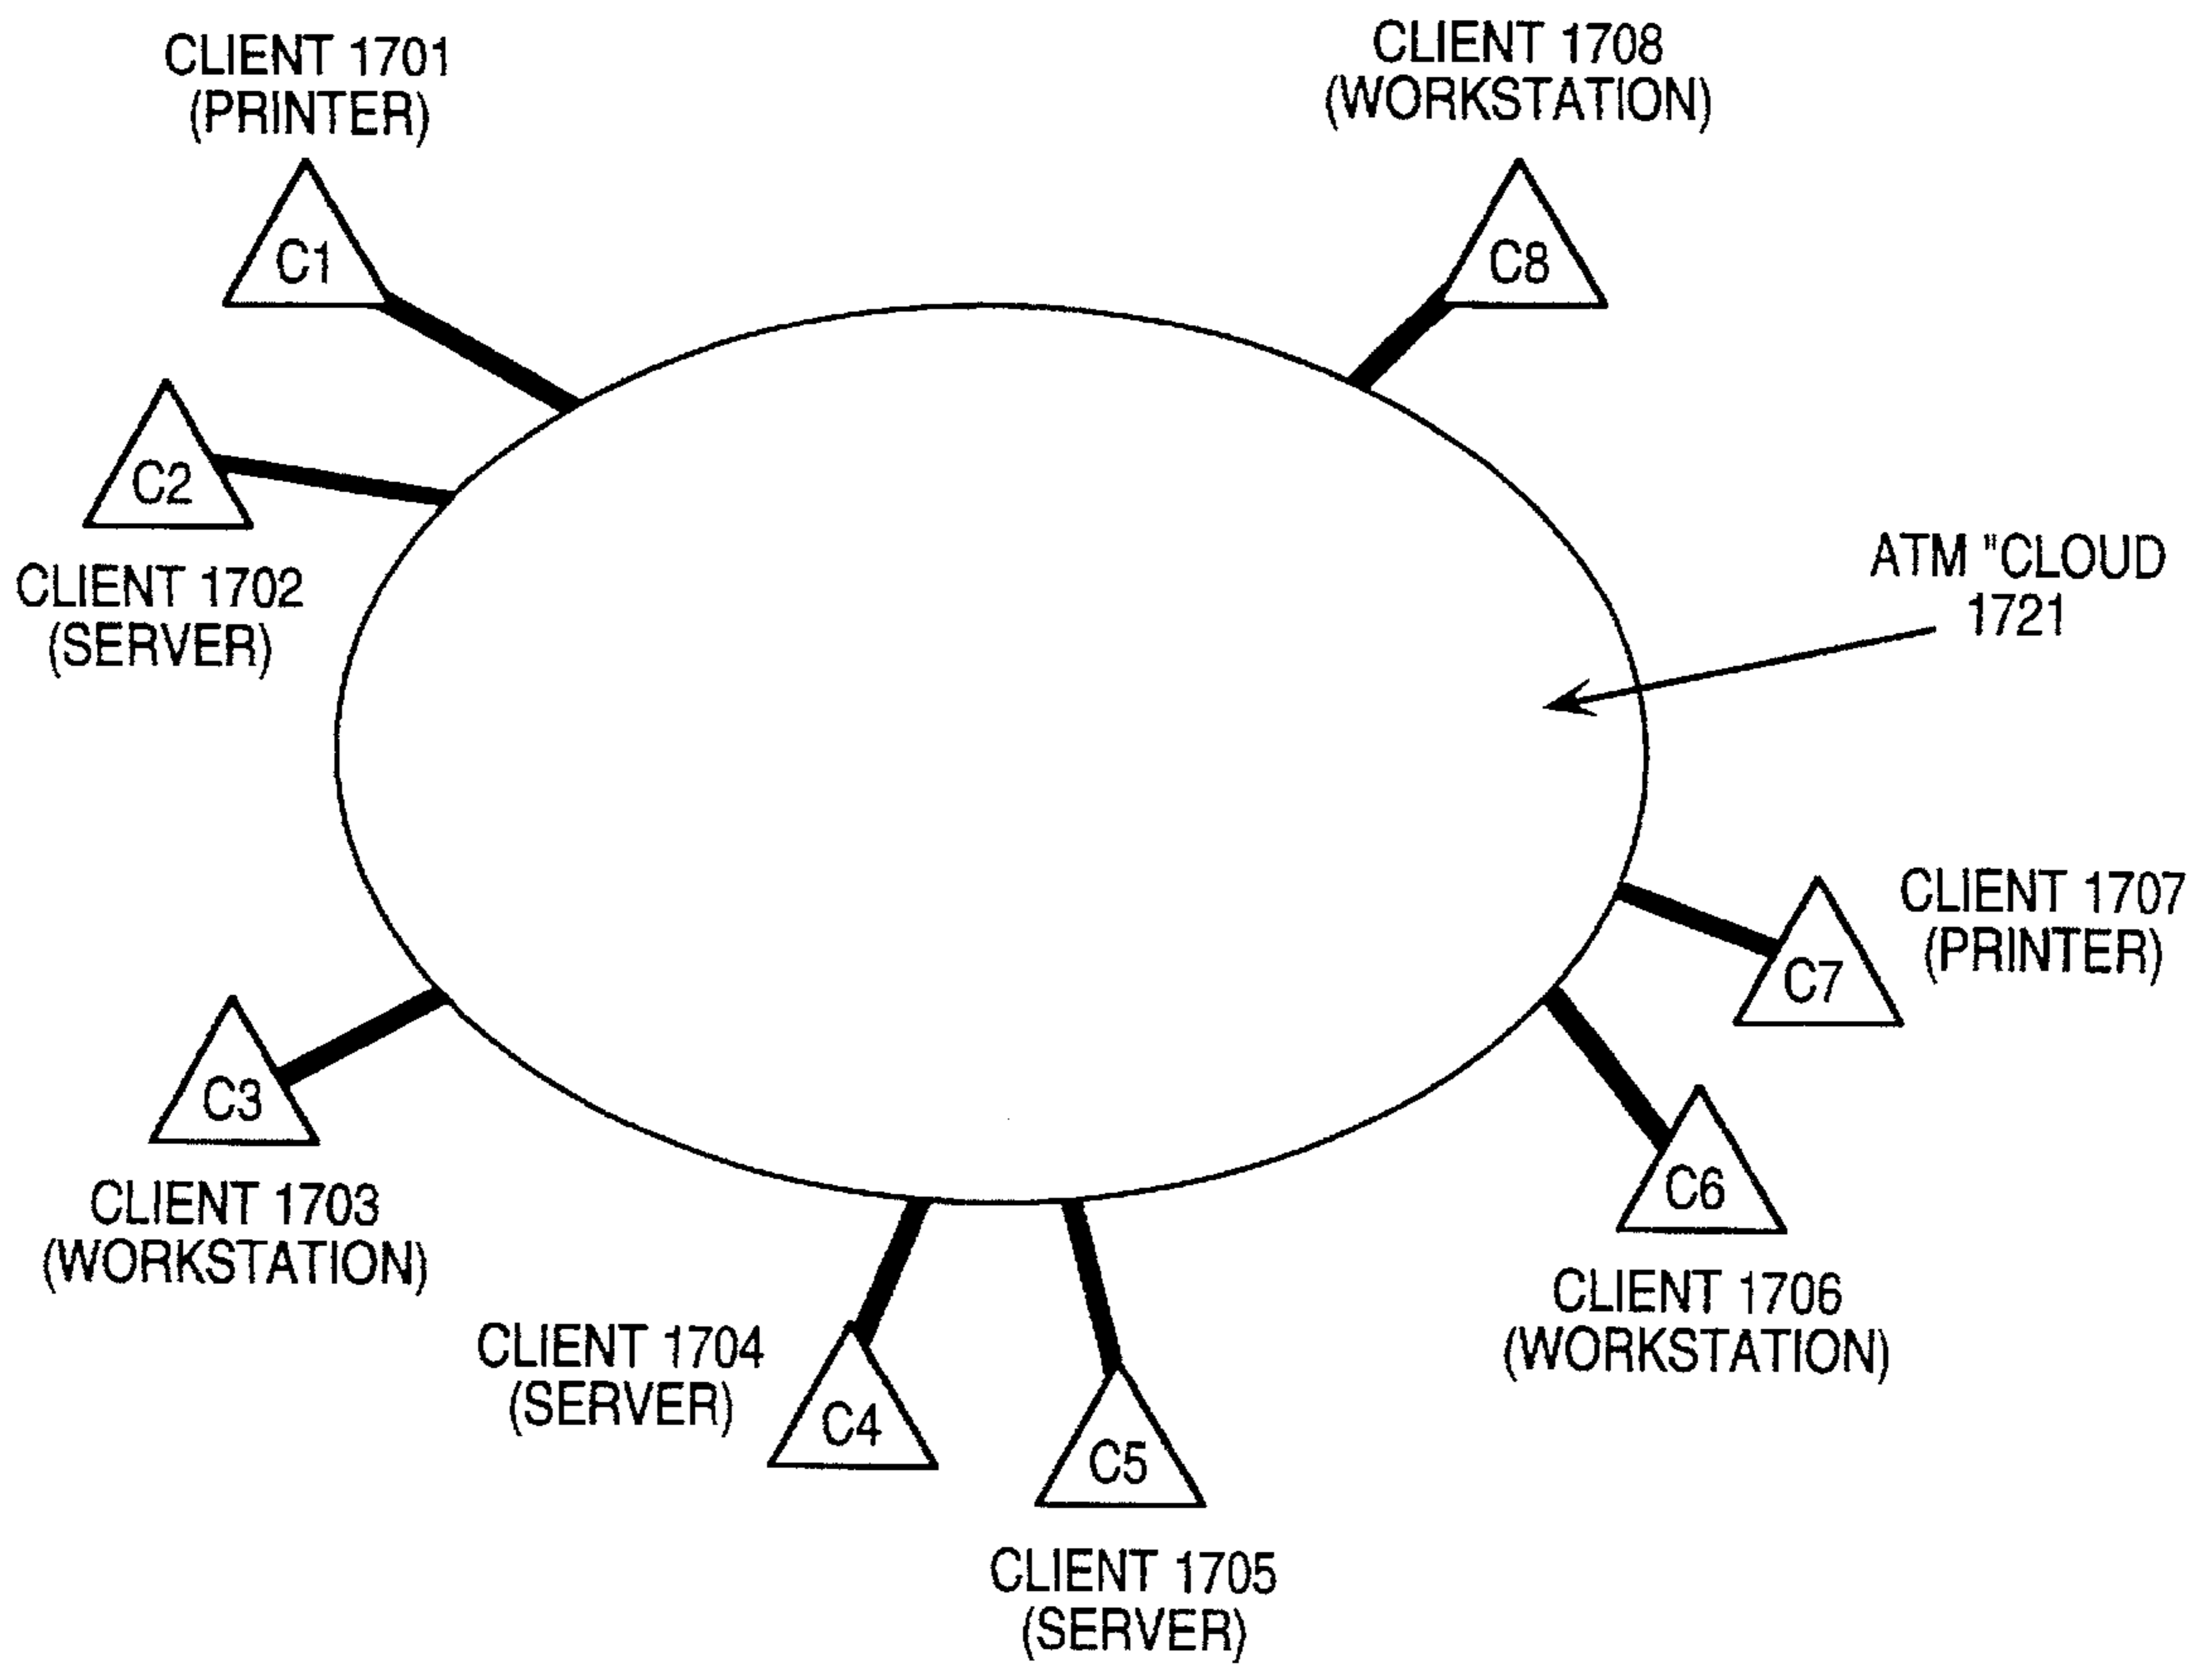 CLIENT 1701
(PRINTER)
C1
CLIENT 1708
(WORKSTATION)
C8
C2
CLIENT 1702
(SERVER)
ATM "CLOUD
1721
CLIENT 1707
(PRINTER)
C7
C3
CLIENT 1703
(WORKSTATION)
C6
CLIENT 1706
(WORKSTATION)
CLIENT 1704
(SERVER)
C4
C5
CLIENT 1705
(SERVER)